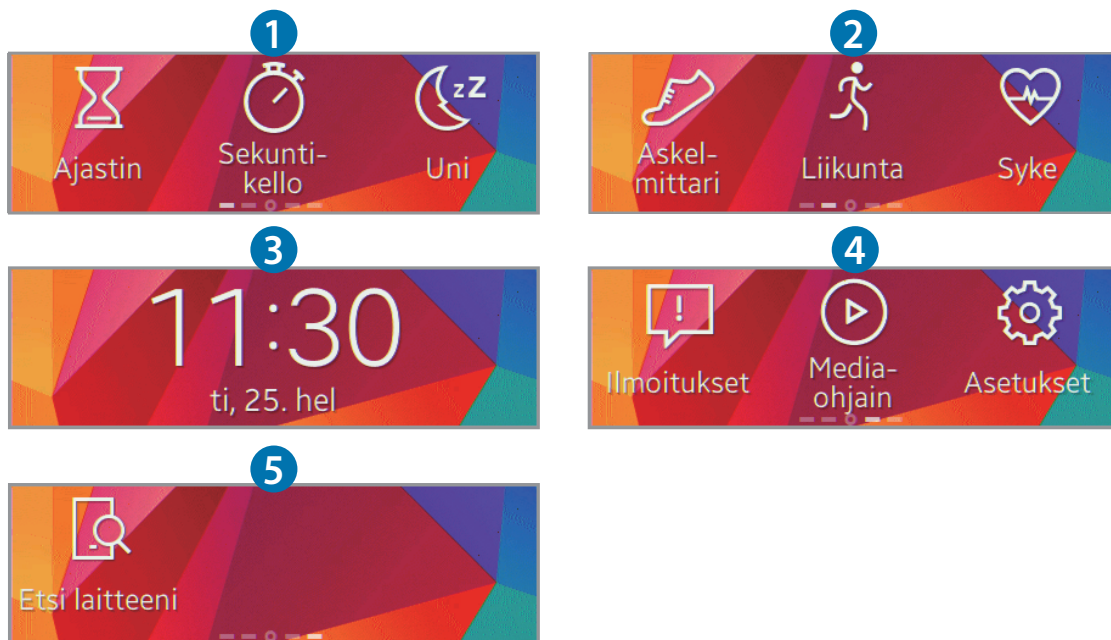 1
Ajastin
Sekunti-
kello
zZ
Uni
2
Askel-
mittari
Liikunta
Syke
3
11:30
ti, 25. hel
4
!
Ilmoitukset
Media-
ohjain
Asetukset
5
Etsi laitteeni